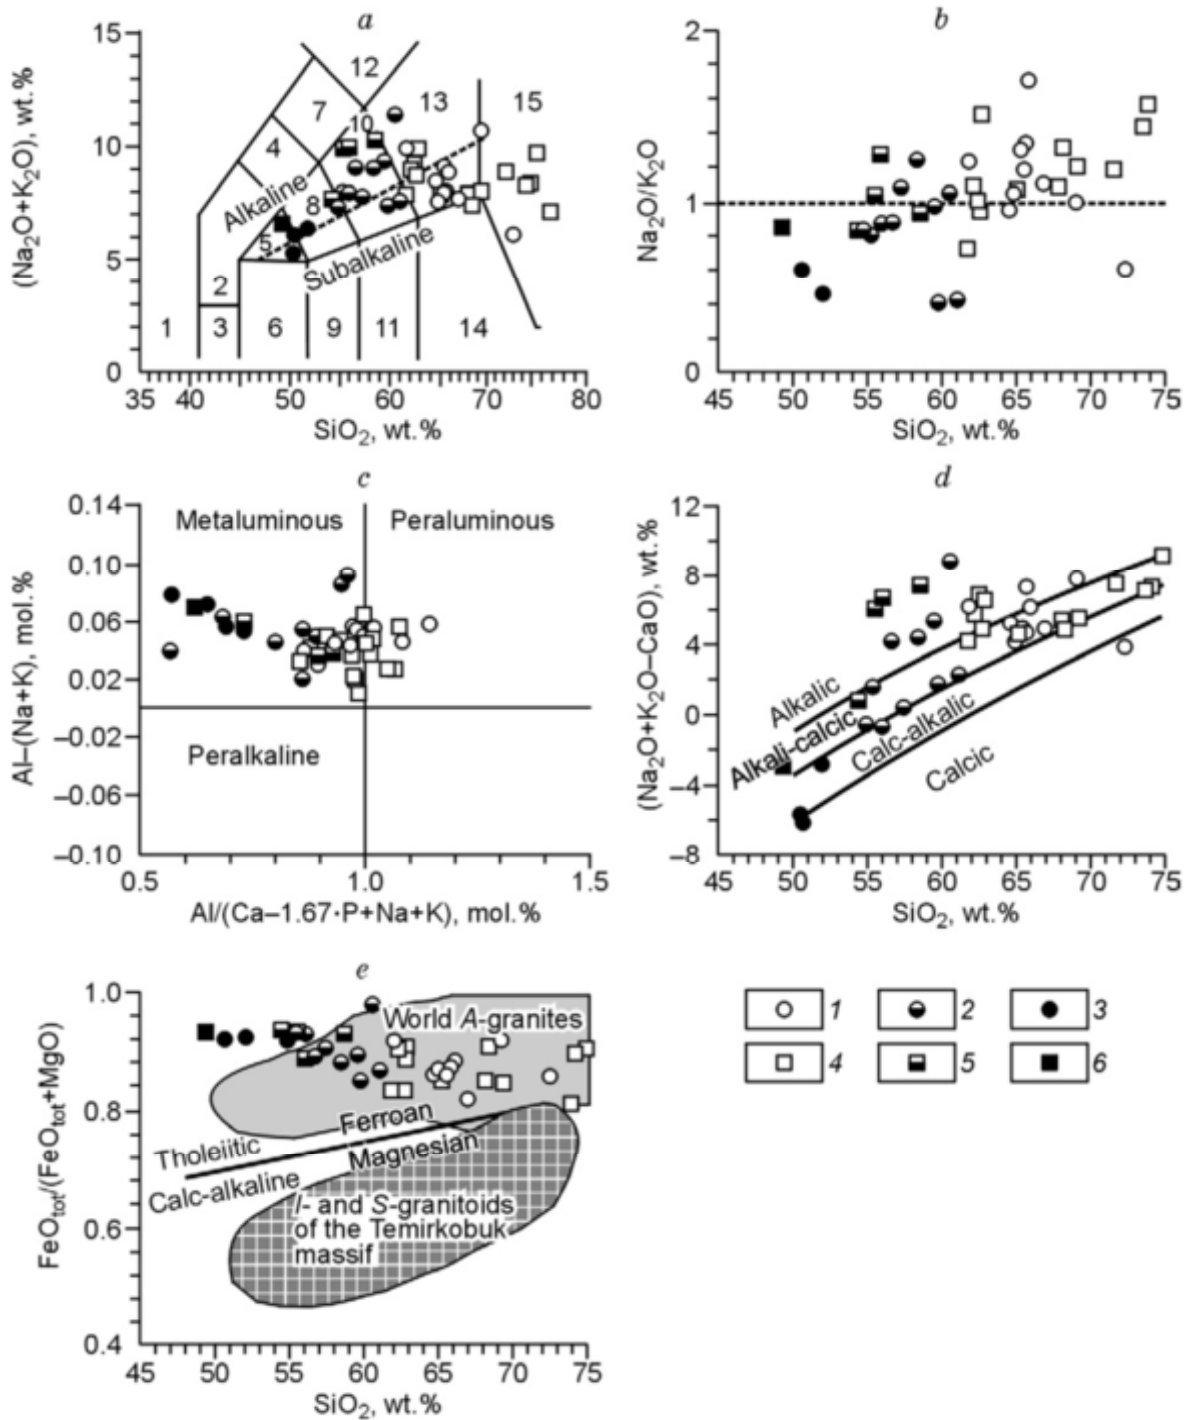 a
(Na₂O+K₂O), wt.%
15
10
5
0
12
7
13
15
10
4
Alkaline
8
5
Subalkaline
2
1
3
6
9
11
14
35 40 50 60 70 80
SiO₂, wt.%
b
Na₂O/K₂O
2
1
0
45 50 55 60 65 70 75
SiO₂, wt.%
c
Al–(Na+K), mol.%
0.14
0.10
0.06
0.02
–0.02
–0.06
–0.10
Metaluminous
Peraluminous
Peralkaline
0.5 1.0 1.5
Al/(Ca–1.67·P+Na+K), mol.%
d
(Na₂O+K₂O–CaO), wt.%
12
8
4
0
–4
–8
Alkalic
Alkali-calcic
Calc-alkalic
Calcic
45 50 55 60 65 70 75
SiO₂, wt.%
e
FeOtot/(FeOtot+MgO)
1.0
0.8
0.6
0.4
World A-granites
Ferroan
Tholeiitic
Magnesian
Calc-alkaline
I- and S-granitoids
of the Temirkobuk
massif
45 50 55 60 65 70 75
SiO₂, wt.%
1 2 3
4 5 6